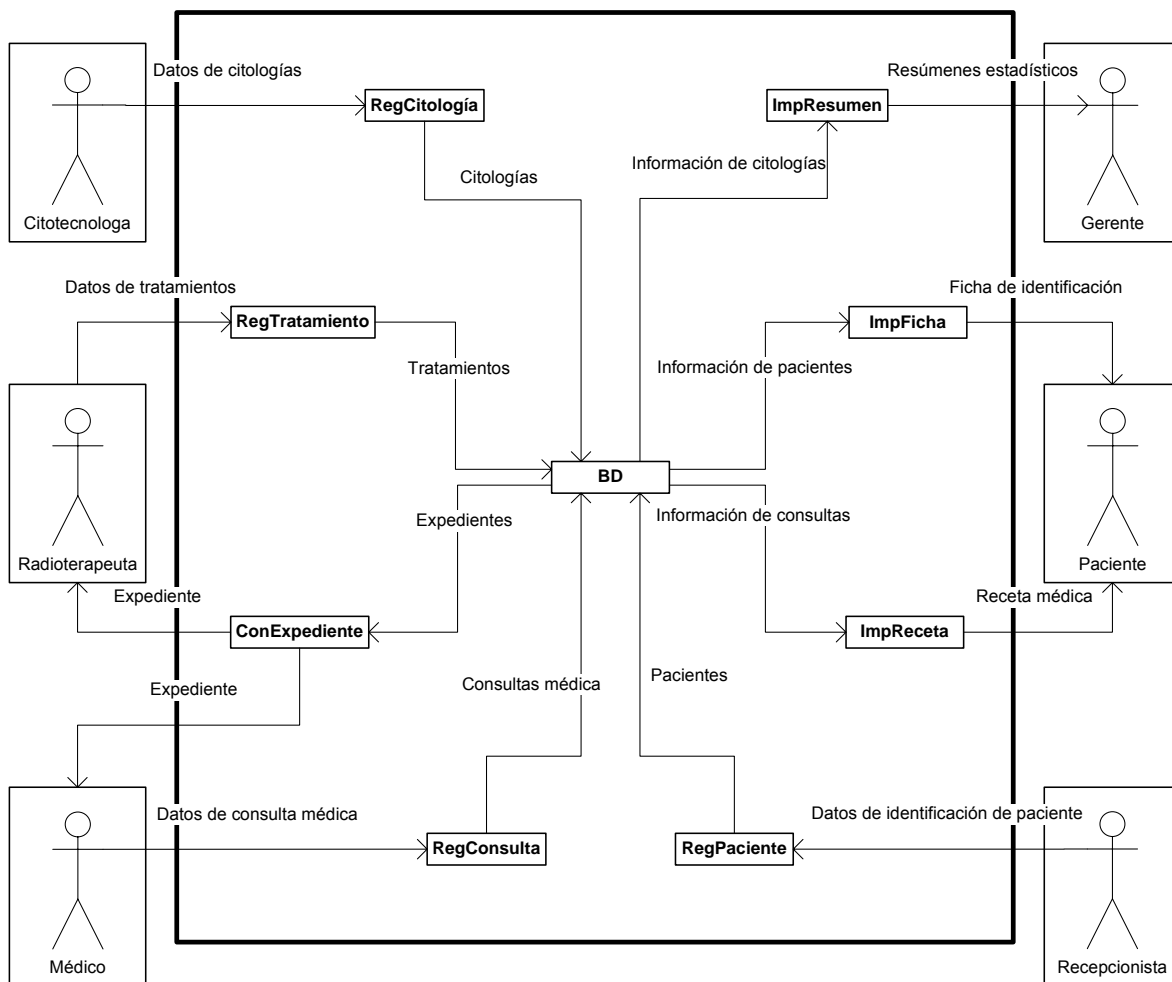 Datos de citologías
Resúmenes estadísticos
RegCitología
ImpResumen
Información de citologías
Citologías
Citotecnologa
Gerente
Datos de tratamientos
Ficha de identificación
RegTratamiento
ImpFicha
Tratamientos
Información de pacientes
BD
Expedientes
Información de consultas
Radioterapeuta
Paciente
Expediente
Receta médica
ConExpediente
ImpReceta
Expediente
Consultas médica
Pacientes
Datos de consulta médica
Datos de identificación de paciente
RegConsulta
RegPaciente
Médico
Recepcionista